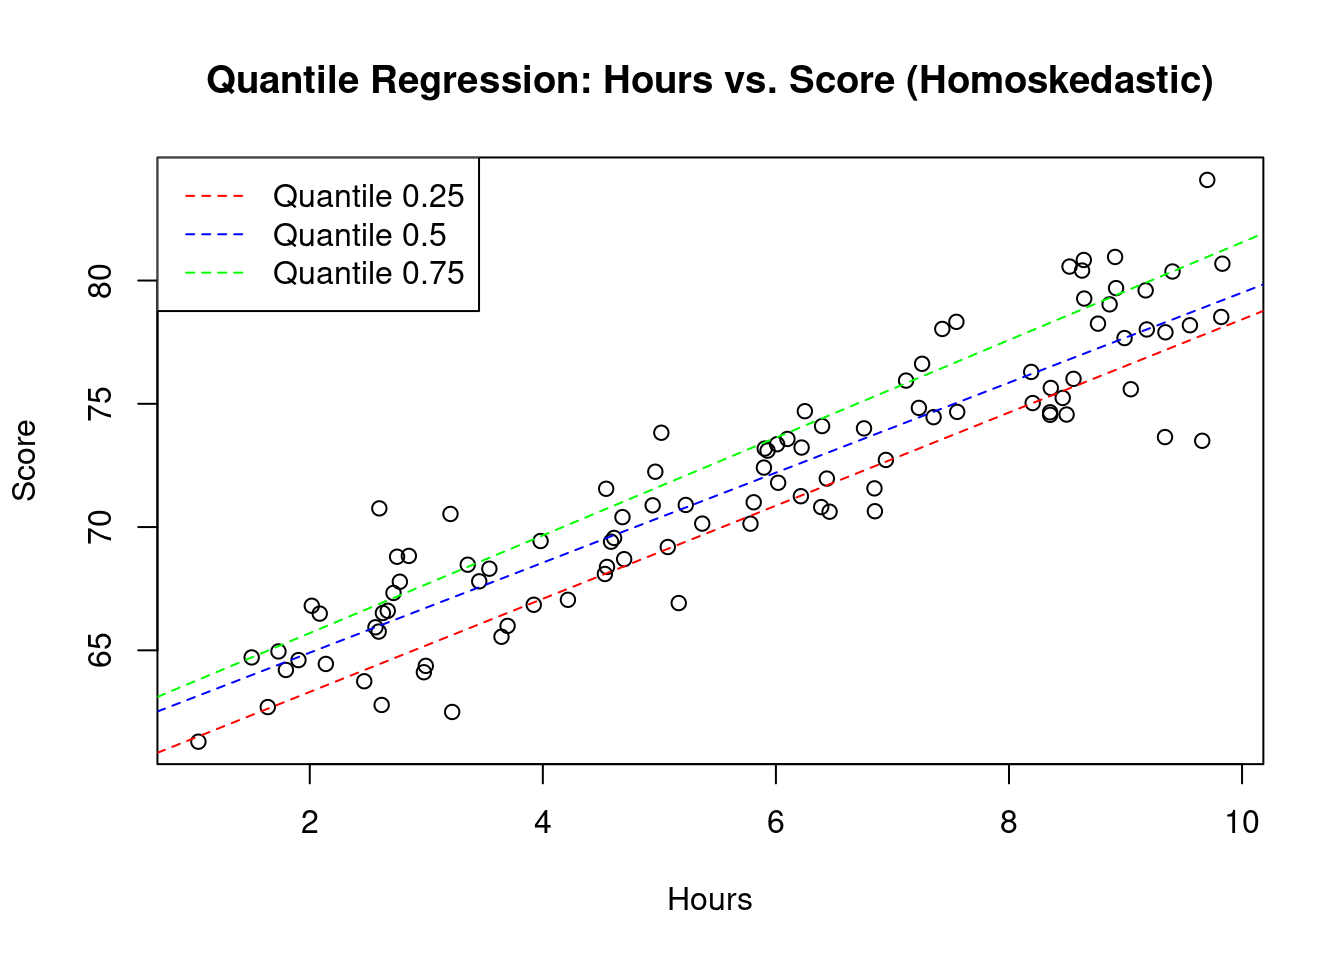 Quantile Regression: Hours vs. Score (Homoskedastic)
Quantile 0.25
Quantile 0.5
Quantile 0.75
Score
80
75
70
65
2 4 6 8 10
Hours